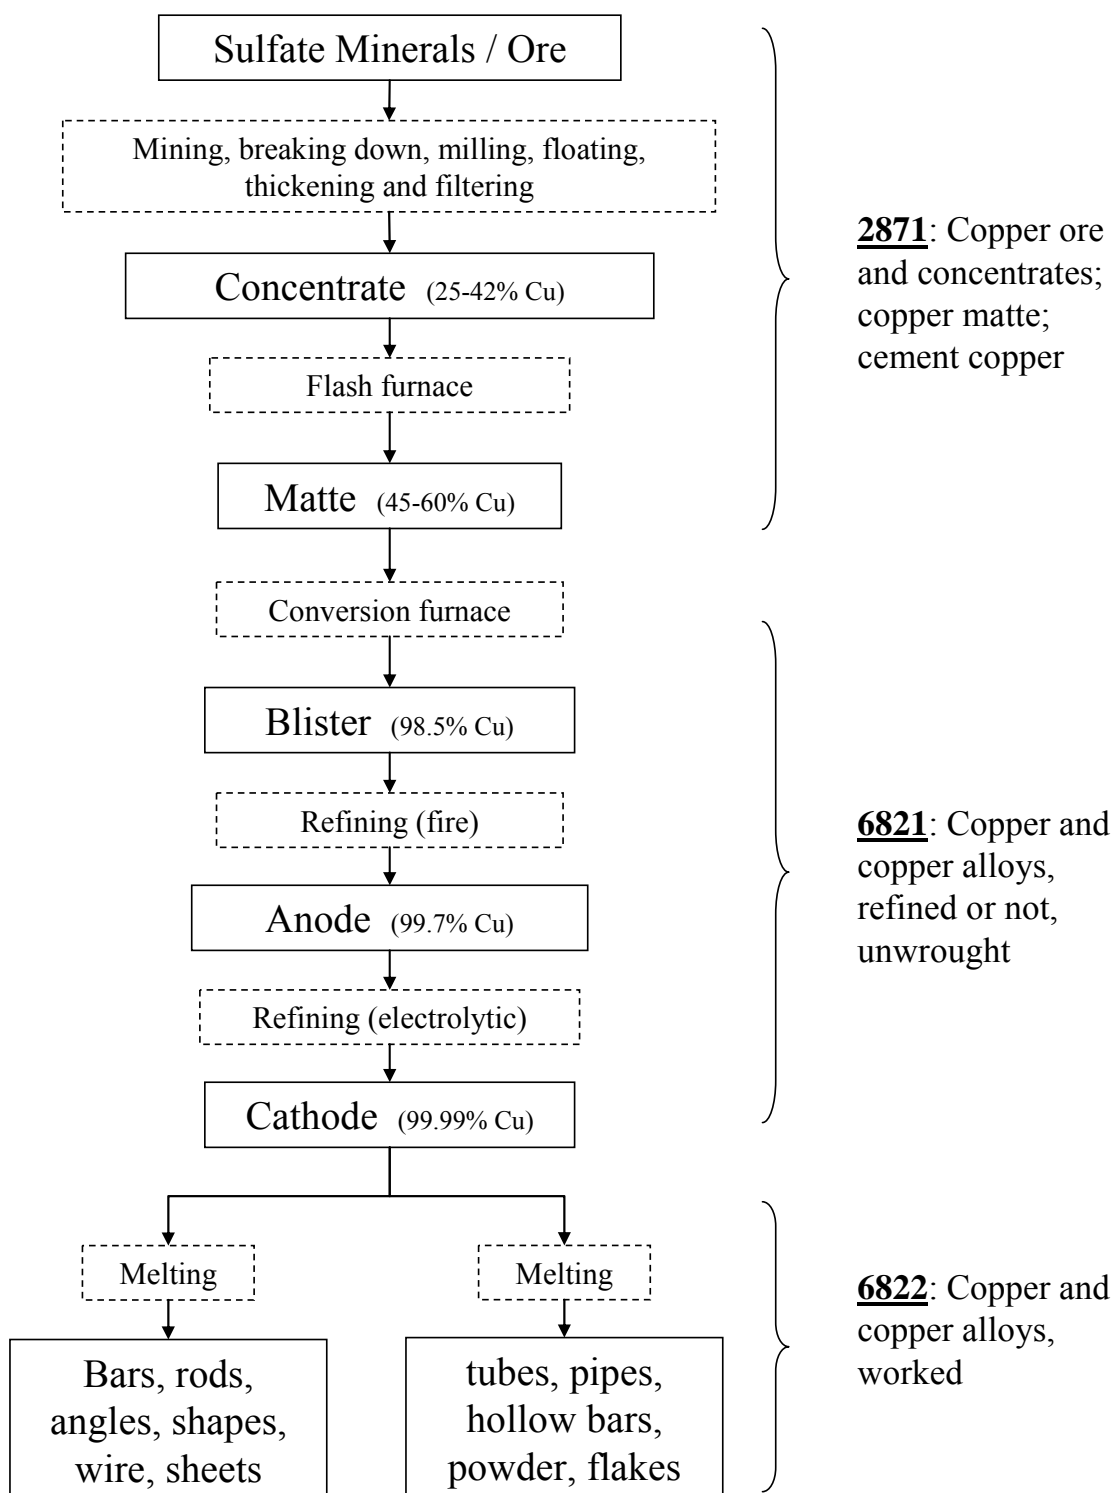 Sulfate Minerals / Ore
Mining, breaking down, milling, floating,
thickening and filtering
Concentrate (25-42% Cu)
Flash furnace
Matte (45-60% Cu)
2871: Copper ore
and concentrates;
copper matte;
cement copper
Conversion furnace
Blister (98.5% Cu)
Refining (fire)
Anode (99.7% Cu)
Refining (electrolytic)
Cathode (99.99% Cu)
6821: Copper and
copper alloys,
refined or not,
unwrought
Melting
Melting
Bars, rods,
angles, shapes,
wire, sheets
tubes, pipes,
hollow bars,
powder, flakes
6822: Copper and
copper alloys,
worked